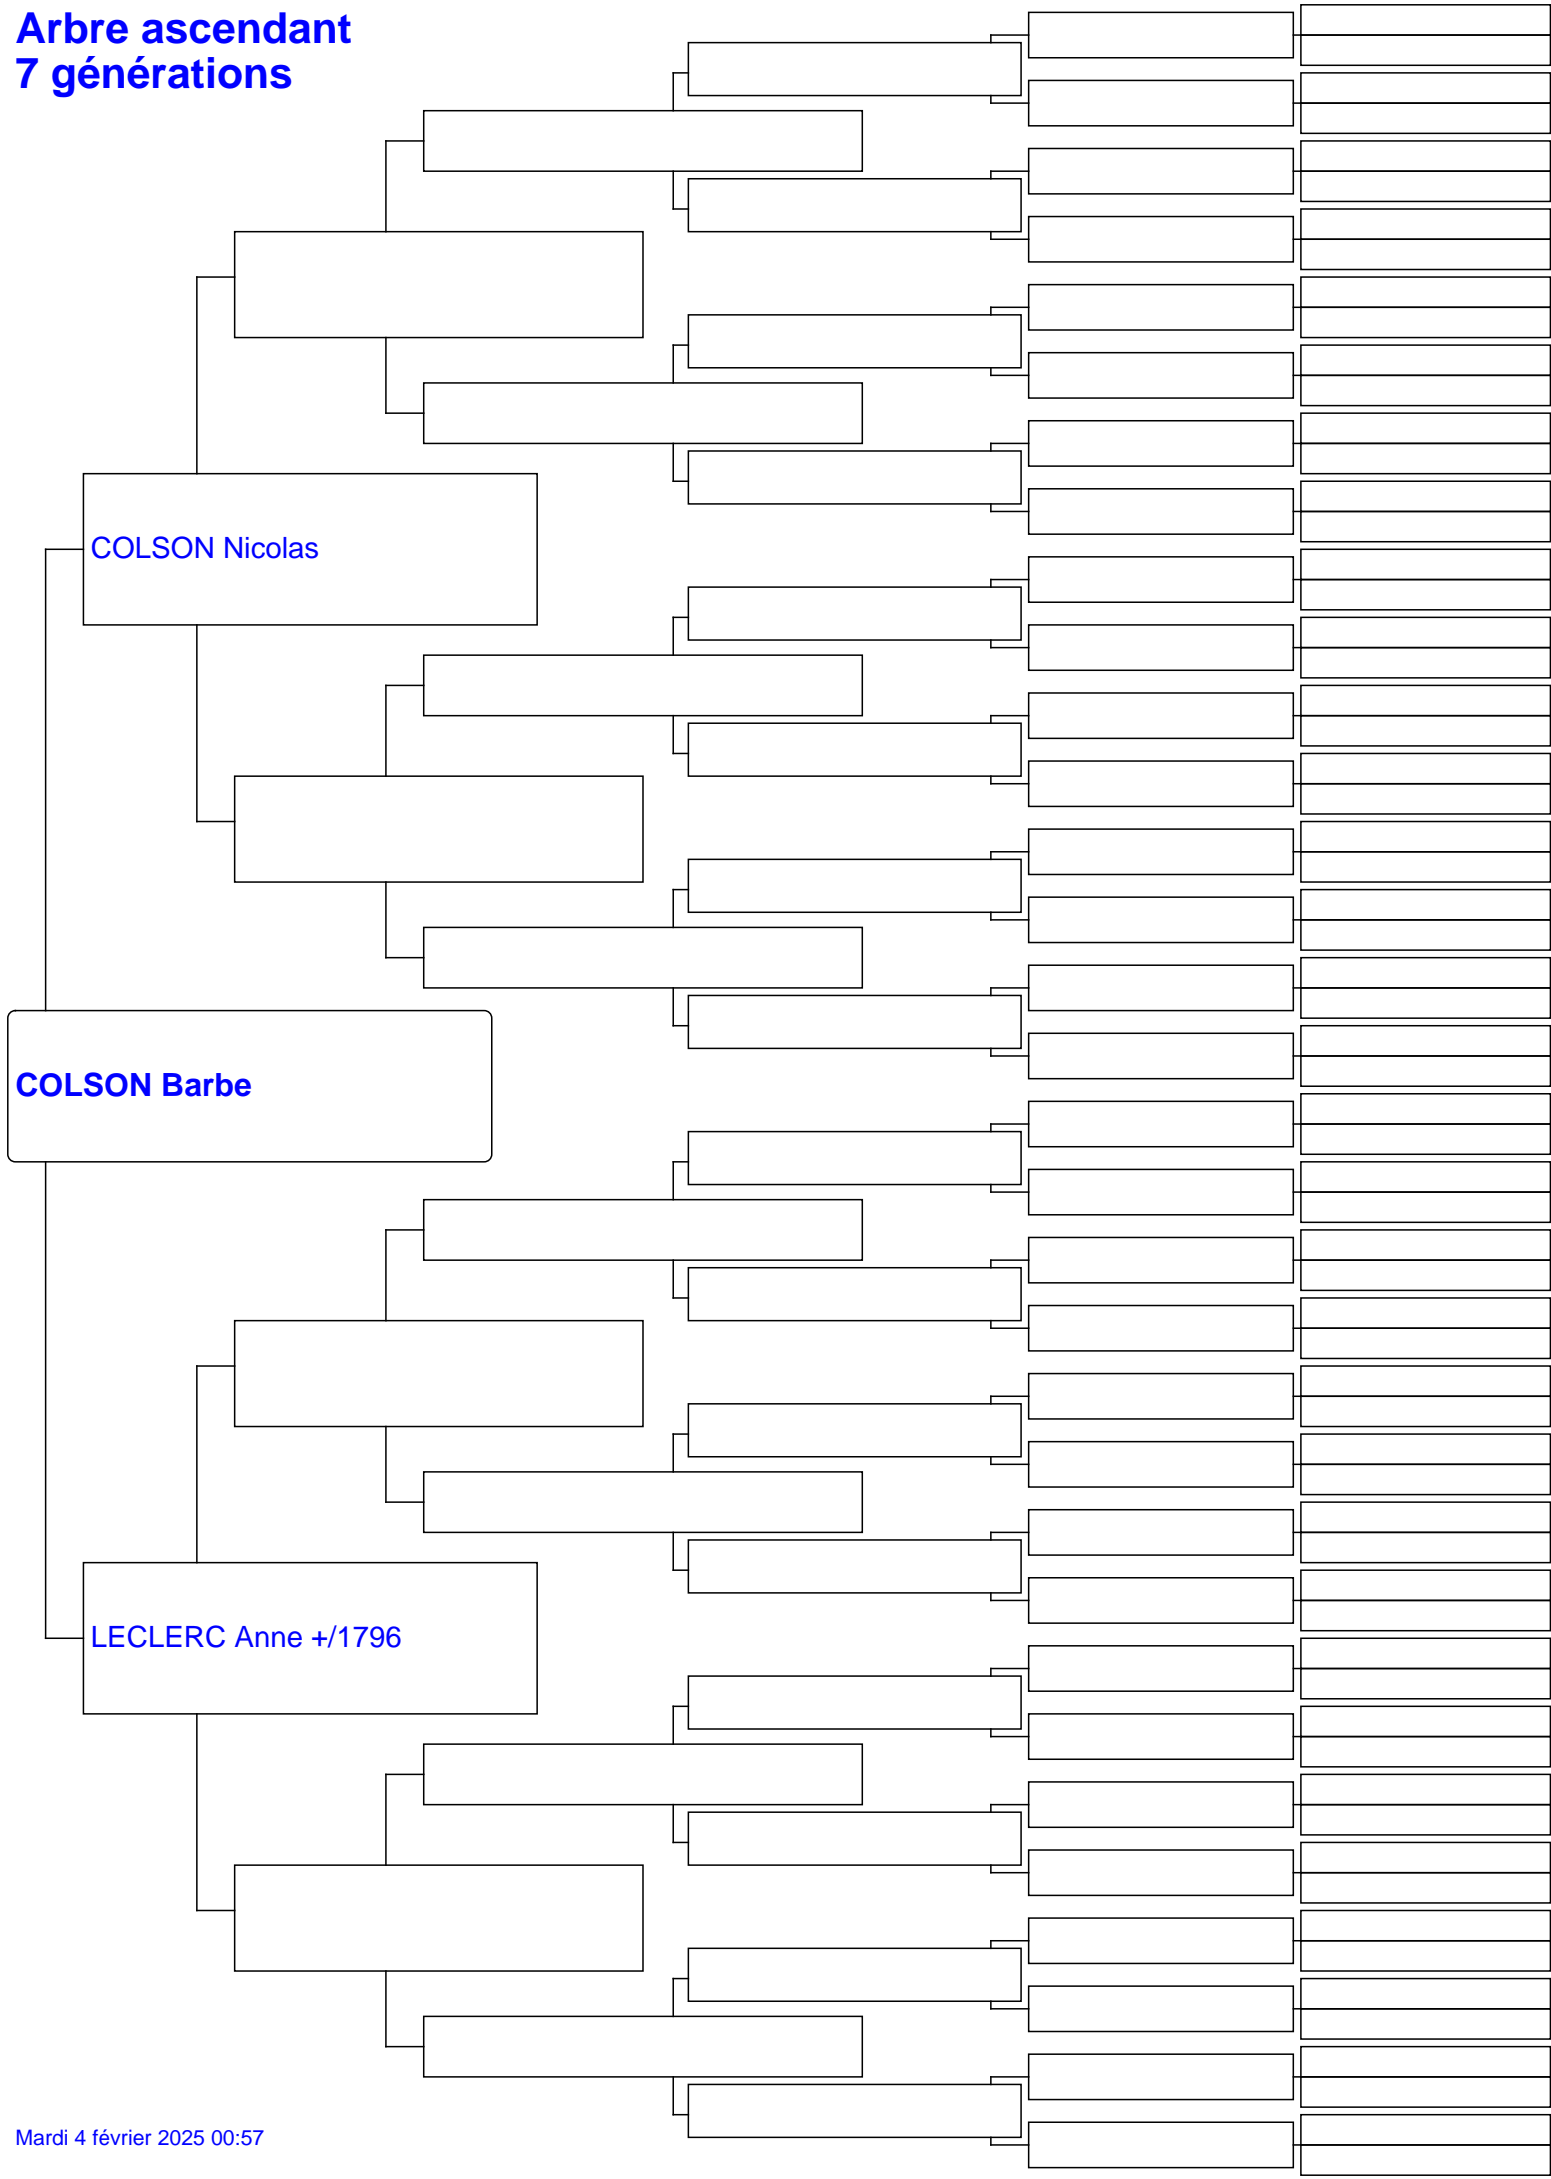 Arbre ascendant
7 générations
COLSON Nicolas
COLSON Barbe
LECLERC Anne +/1796
Mardi 4 février 2025 00:57